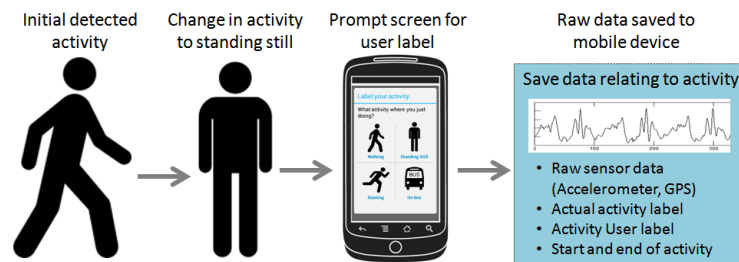 Initial detected
activity
Change in activity
to standing still
Prompt screen for
user label
Raw data saved to
mobile device
Label your activity.
What activity where you just
doing?
Walking
Standing Still
Running
BUS
On Bus
Save data relating to activity
0
100
200
300
• Raw sensor data
(Accelerometer, GPS)
• Actual activity label
• Activity User label
• Start and end of activity